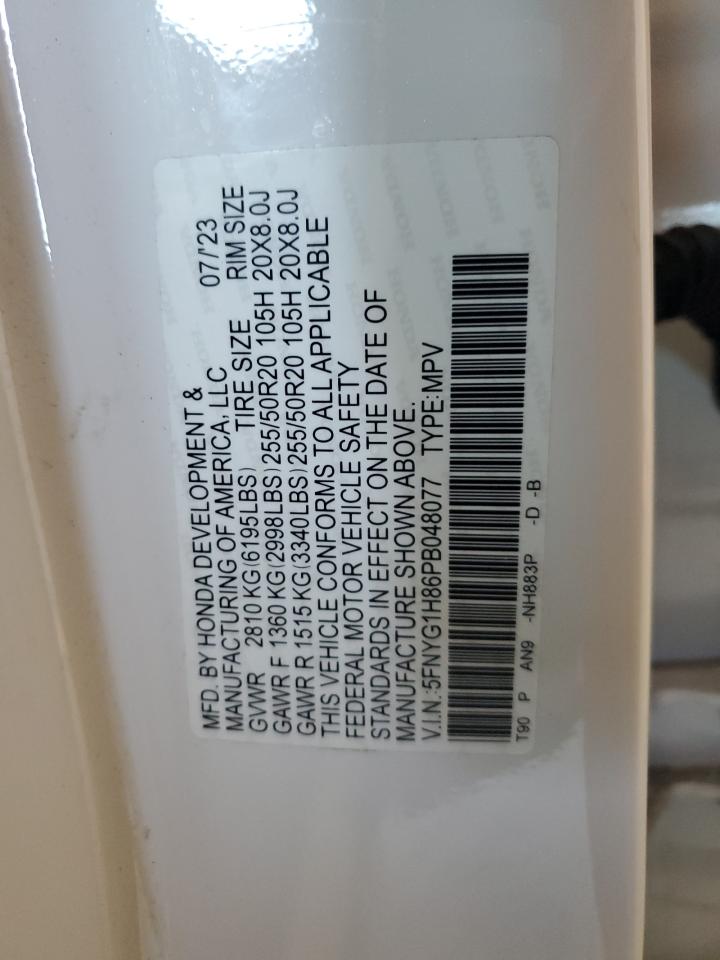 MFD. BY HONDA DEVELOPMENT &
MANUFACTURING OF AMERICA, LLC 07/'23
GVWR 2810 KG(6195LBS) TIRE SIZE RIM SIZE
GAWR F 1360 KG(2998LBS)255/50R20 105H 20X8.0J
GAWR R 1515 KG(3340LBS)255/50R20 105H 20X8.0J
THIS VEHICLE CONFORMS TO ALL APPLICABLE
FEDERAL MOTOR VEHICLE SAFETY
STANDARDS IN EFFECT ON THE DATE OF
MANUFACTURE SHOWN ABOVE.
V.I.N.:5FNYG1H86PB048077 TYPE:MPV
T90 P AN9 -NH883P -D -B